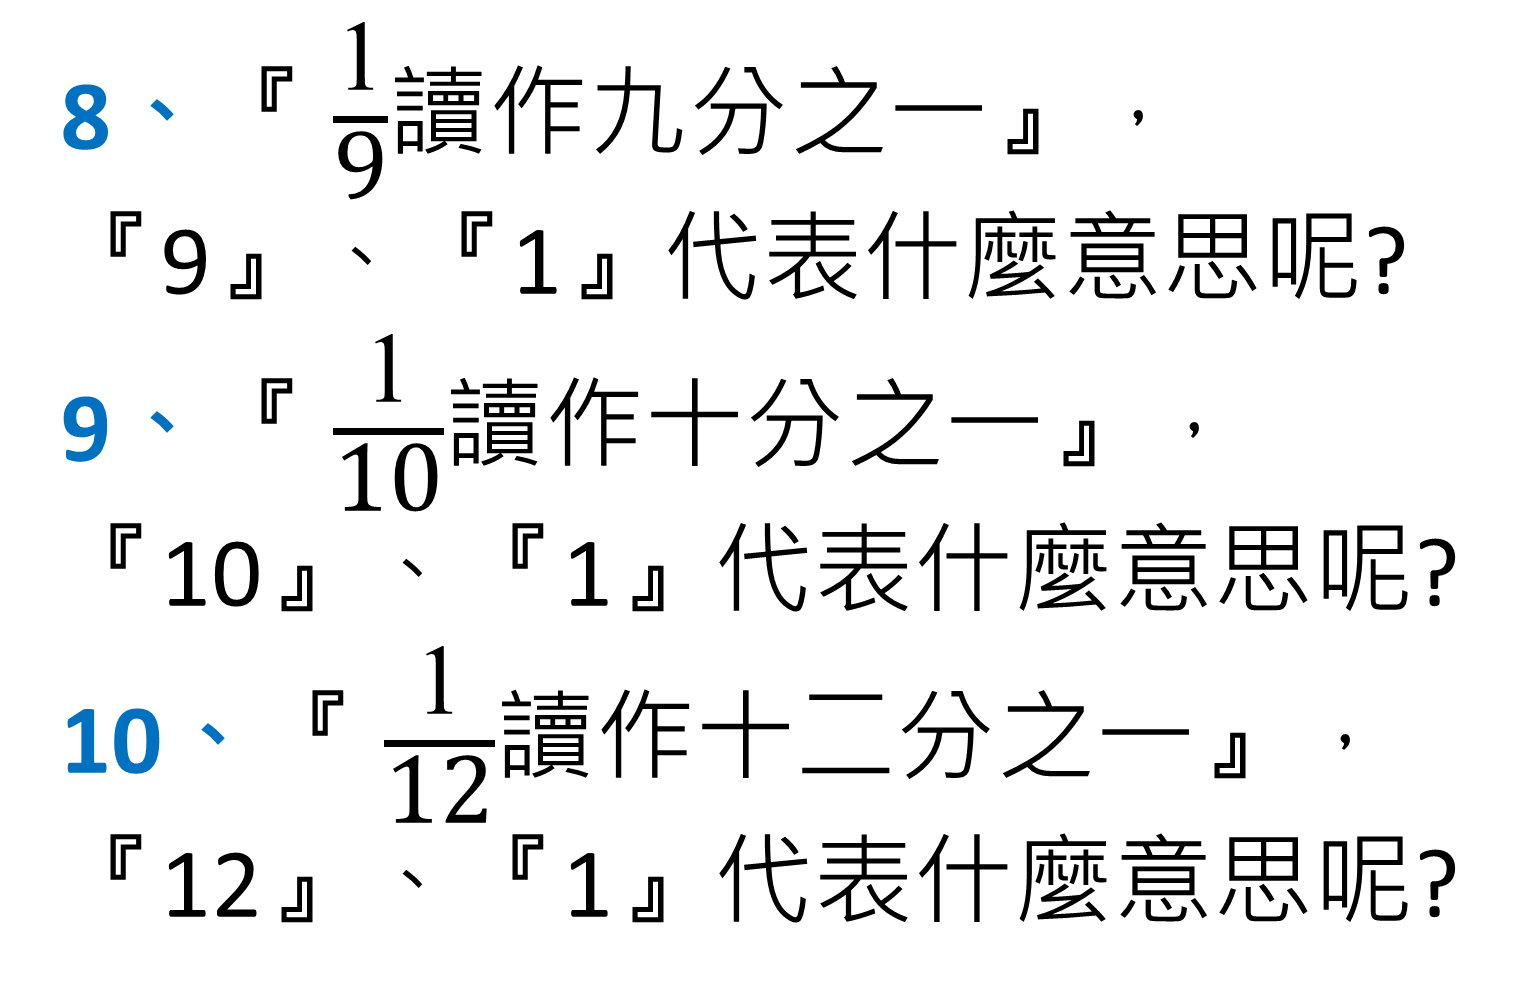 8、『1/9讀作九分之一』，
『9』、『1』代表什麼意思呢?
9、『1/10讀作十分之一』，
『10』、『1』代表什麼意思呢?
10、『1/12讀作十二分之一』，
『12』、『1』代表什麼意思呢?